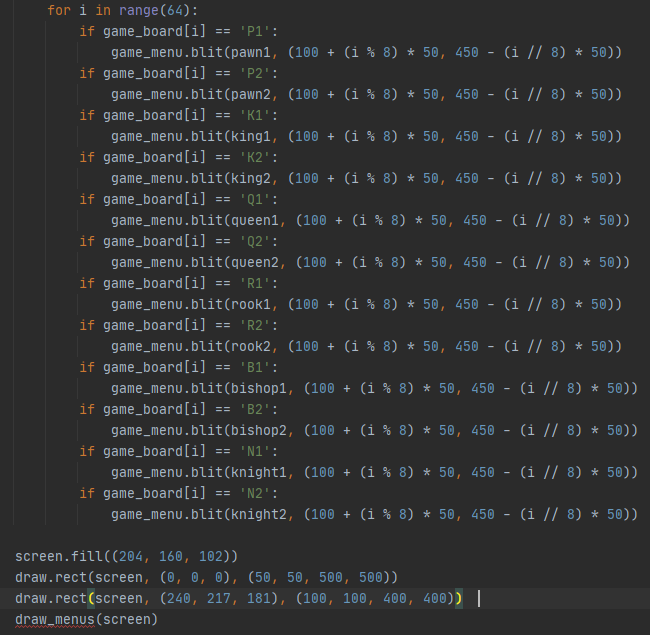 for i in range(64):
if game_board[i] == 'P1':
game_menu.blit(pawn1, (100 + (i % 8) * 50, 450 - (i // 8) * 50))
if game_board[i] == 'P2':
game_menu.blit(pawn2, (100 + (i % 8) * 50, 450 - (i // 8) * 50))
if game_board[i] == 'K1':
game_menu.blit(king1, (100 + (i % 8) * 50, 450 - (i // 8) * 50))
if game_board[i] == 'K2':
game_menu.blit(king2, (100 + (i % 8) * 50, 450 - (i // 8) * 50))
if game_board[i] == 'Q1':
game_menu.blit(queen1, (100 + (i % 8) * 50, 450 - (i // 8) * 50))
if game_board[i] == 'Q2':
game_menu.blit(queen2, (100 + (i % 8) * 50, 450 - (i // 8) * 50))
if game_board[i] == 'R1':
game_menu.blit(rook1, (100 + (i % 8) * 50, 450 - (i // 8) * 50))
if game_board[i] == 'R2':
game_menu.blit(rook2, (100 + (i % 8) * 50, 450 - (i // 8) * 50))
if game_board[i] == 'B1':
game_menu.blit(bishop1, (100 + (i % 8) * 50, 450 - (i // 8) * 50))
if game_board[i] == 'B2':
game_menu.blit(bishop2, (100 + (i % 8) * 50, 450 - (i // 8) * 50))
if game_board[i] == 'N1':
game_menu.blit(knight1, (100 + (i % 8) * 50, 450 - (i // 8) * 50))
if game_board[i] == 'N2':
game_menu.blit(knight2, (100 + (i % 8) * 50, 450 - (i // 8) * 50))
screen.fill((204, 160, 102))
draw.rect(screen, (0, 0, 0), (50, 50, 500, 500))
draw.rect(screen, (240, 217, 181), (100, 100, 400, 400))
draw_menus(screen)